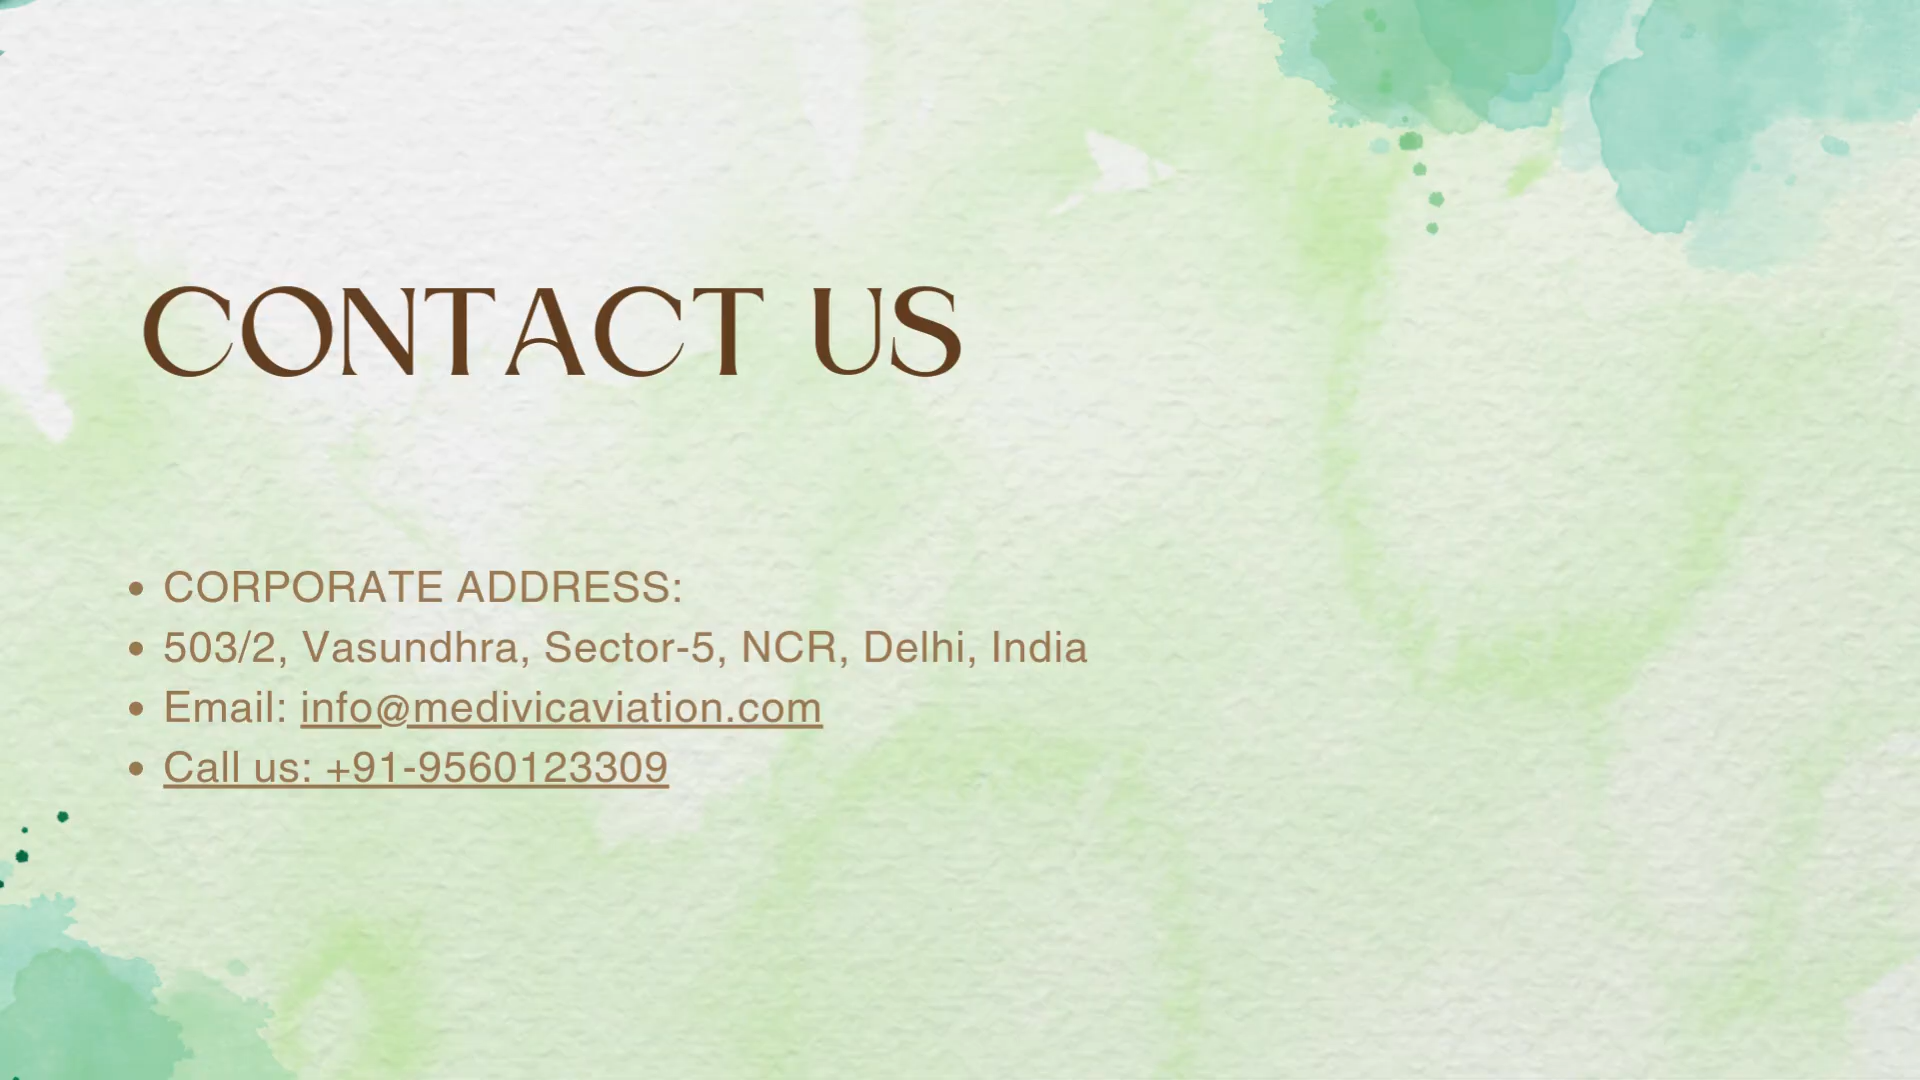 CONTACT US
• CORPORATE ADDRESS:
• 503/2, Vasundhra, Sector-5, NCR, Delhi, India
• Email: info@medivicaviation.com
• Call us: +91-9560123309